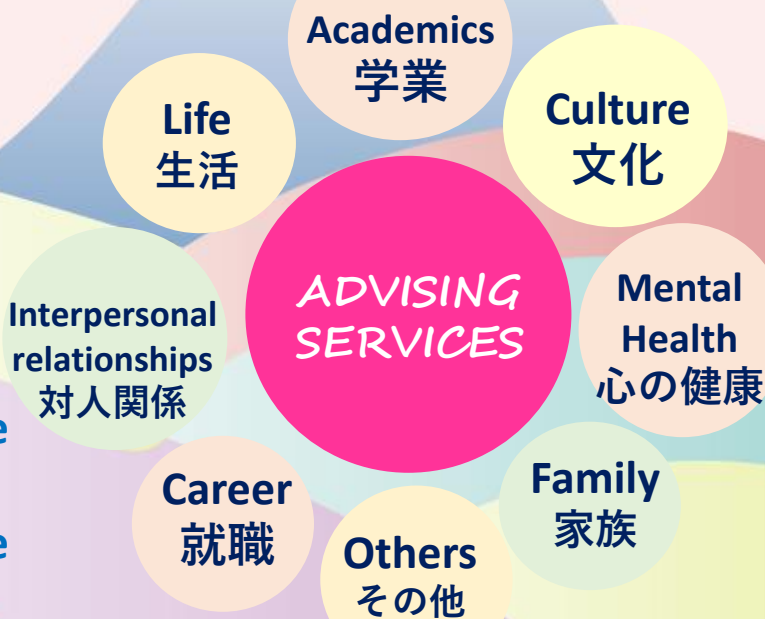 Academics
学業
Life
生活
Culture
文化
ADVISING
SERVICES
Interpersonal
relationships
対人関係
Mental
Health
心の健康
Career
就職
Family
家族
Others
その他
e
e